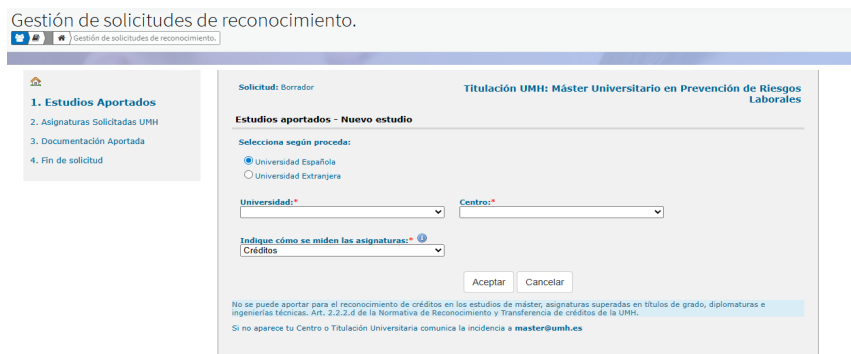 Gestión de solicitudes de reconocimiento.
Gestión de solicitudes de reconocimiento.
Solicitud: Borrador
Titulación UMH: Máster Universitario en Prevención de Riesgos
Laborales
1. Estudios Aportados
2. Asignaturas Solicitadas UMH
3. Documentación Aportada
4. Fin de solicitud
Estudios aportados - Nuevo estudio
Selecciona según proceda:
Universidad Española
Universidad Extranjera
Universidad:*
Centro:*
Indique cómo se miden las asignaturas:*
Créditos
Aceptar
Cancelar
No se puede aportar para el reconocimiento de créditos en los estudios de máster, asignaturas superadas en títulos de grado, diplomaturas e
ingenierías técnicas. Art. 2.2.2.d de la Normativa de Reconocimiento y Transferencia de créditos de la UMH.
Si no aparece tu Centro o Titulación Universitaria comunica la incidencia a master@umh.es